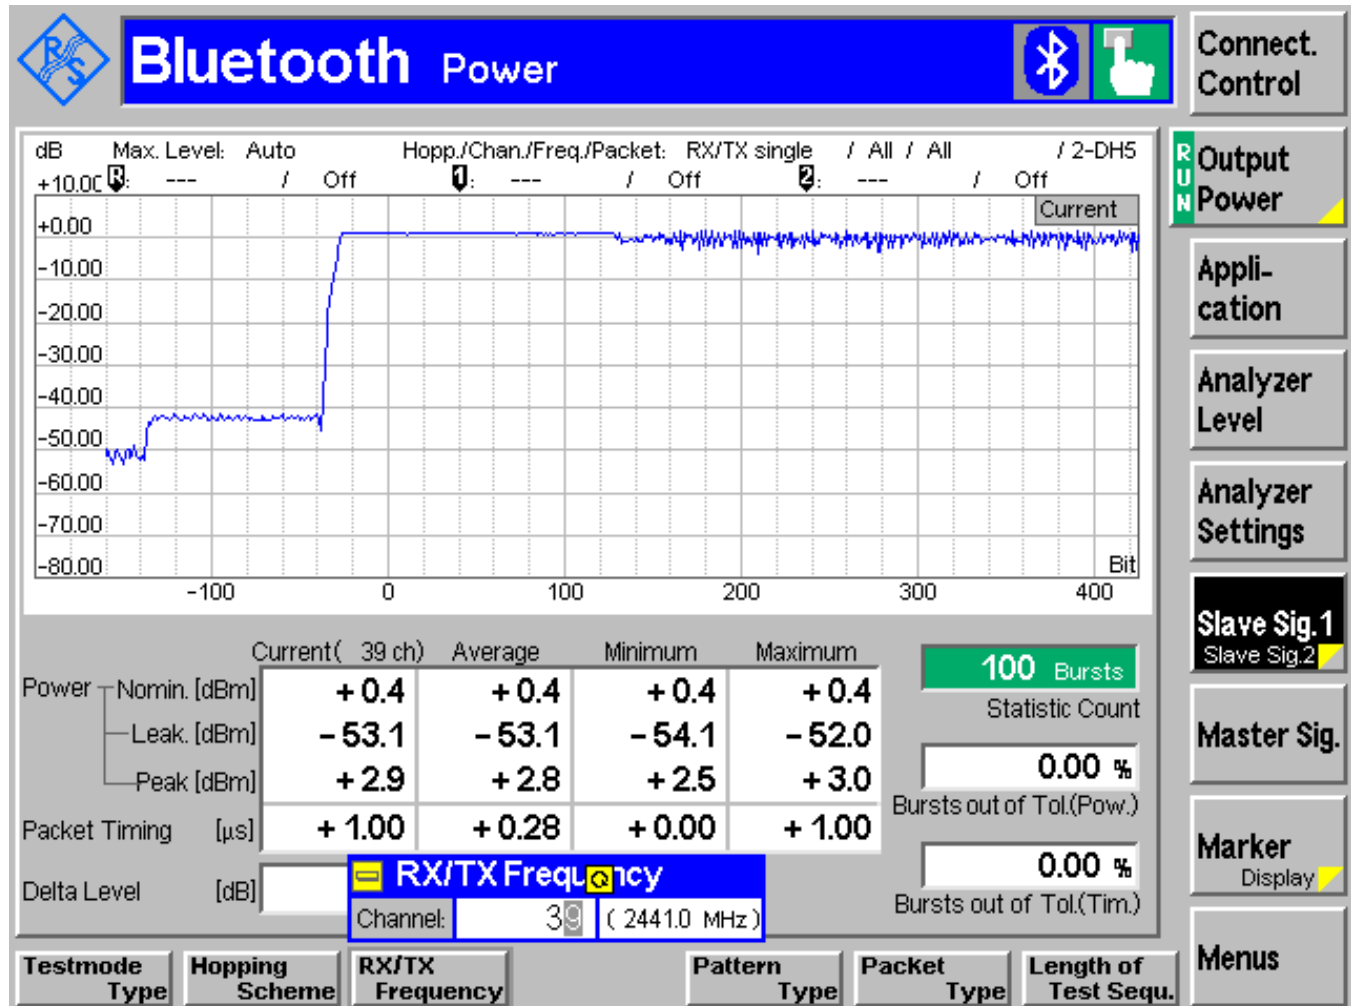 R S
Bluetooth Power
Connect.
Control
dB Max. Level: Auto Hopp./Chan./Freq./Packet: RX/TX single / All / All / 2-DH5
R: --- / Off 1: --- / Off 2: --- / Off
+10.00
Current
+0.00
-10.00
-20.00
-30.00
-40.00
-50.00
-60.00
-70.00
-80.00
Bit
-100 0 100 200 300 400
RUN
Output
Power
Appli-
cation
Analyzer
Level
Analyzer
Settings
Slave Sig.1
Slave Sig.2
Master Sig.
Marker
Display
Menus
Current( 39 ch) Average Minimum Maximum
Power Nomin. [dBm] +0.4 +0.4 +0.4 +0.4
Leak. [dBm] -53.1 -53.1 -54.1 -52.0
Peak [dBm] +2.9 +2.8 +2.5 +3.0
Packet Timing [µs] +1.00 +0.28 +0.00 +1.00
Delta Level [dB]
100 Bursts
Statistic Count
0.00 %
Bursts out of Tol.(Pow.)
0.00 %
Bursts out of Tol.(Tim.)
RX/TX Frequency
Channel: 39 ( 2441.0 MHz )
Testmode
Type
Hopping
Scheme
RX/TX
Frequency
Pattern
Type
Packet
Type
Length of
Test Sequ.